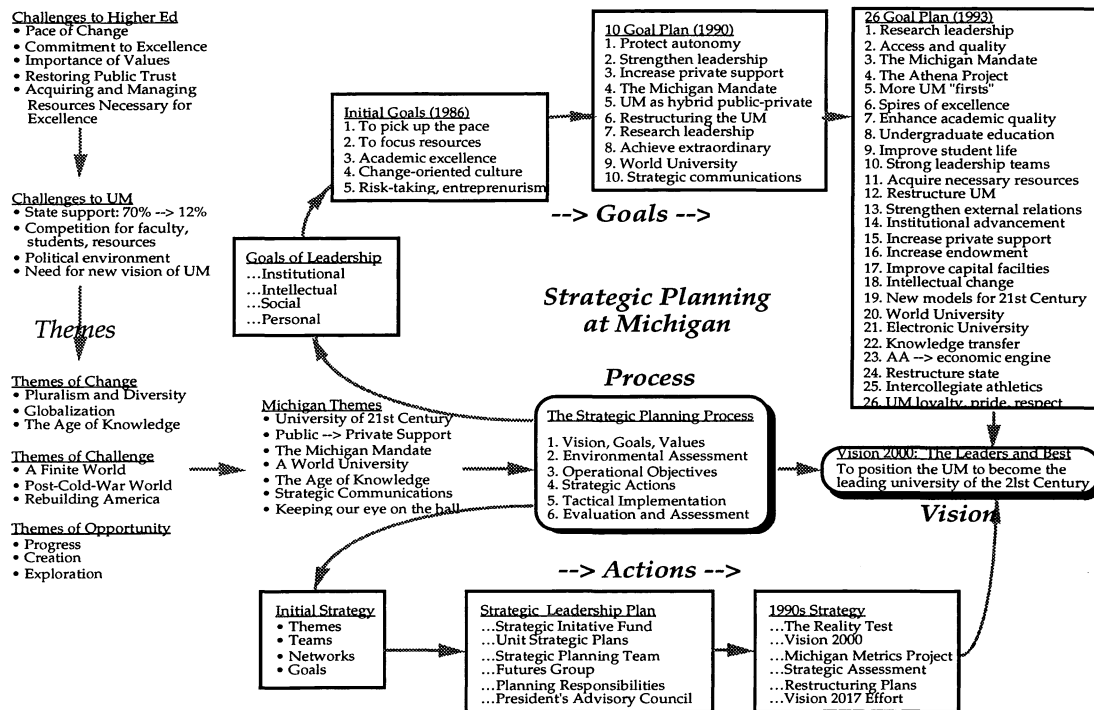 Challenges to Higher Ed
• Pace of Change
• Commitment to Excellence
• Importance of Values
• Restoring Public Trust
• Acquiring and Managing
Resources Necessary for
Excellence
Challenges to UM
• State support: 70% --> 12%
• Competition for faculty,
students, resources
• Political environment
• Need for new vision of UM
Themes
Themes of Change
• Pluralism and Diversity
• Globalization
• The Age of Knowledge
Themes of Challenge
• A Finite World
• Post-Cold-War World
• Rebuilding America
Themes of Opportunity
• Progress
• Creation
• Exploration
Goals of Leadership
...Institutional
...Intellectual
...Social
...Personal
Initial Goals (1986)
1. To pick up the pace
2. To focus resources
3. Academic excellence
4. Change-oriented culture
5. Risk-taking, entreprenurism
10 Goal Plan (1990)
1. Protect autonomy
2. Strengthen leadership
3. Increase private support
4. The Michigan Mandate
5. UM as hybrid public-private
6. Restructuring the UM
7. Research leadership
8. Achieve extraordinary
9. World University
10. Strategic communications
--> Goals -->
26 Goal Plan (1993)
1. Research leadership
2. Access and quality
3. The Michigan Mandate
4. The Athena Project
5. More UM "firsts"
6. Spires of excellence
7. Enhance academic quality
8. Undergraduate education
9. Improve student life
10. Strong leadership teams
11. Acquire necessary resources
12. Restructure UM
13. Strengthen external relations
14. Institutional advancement
15. Increase private support
16. Increase endowment
17. Improve capital facilties
18. Intellectual change
19. New models for 21st Century
20. World University
21. Electronic University
22. Knowledge transfer
23. AA --> economic engine
24. Restructure state
25. Intercollegiate athletics
26. UM loyalty, pride, respect
Strategic Planning
at Michigan
Michigan Themes
• University of 21st Century
• Public --> Private Support
• The Michigan Mandate
• A World University
• The Age of Knowledge
• Strategic Communications
• Keeping our eye on the ball
Process
The Strategic Planning Process
1. Vision, Goals, Values
2. Environmental Assessment
3. Operational Objectives
4. Strategic Actions
5. Tactical Implementation
6. Evaluation and Assessment
Vision 2000: The Leaders and Best
To position the UM to become the
leading university of the 21st Century
Vision
--> Actions -->
Initial Strategy
• Themes
• Teams
• Networks
• Goals
Strategic Leadership Plan
...Strategic Initative Fund
...Unit Strategic Plans
...Strategic Planning Team
...Futures Group
...Planning Responsibilities
...President's Advisory Council
1990s Strategy
...The Reality Test
...Vision 2000
...Michigan Metrics Project
...Strategic Assessment
...Restructuring Plans
...Vision 2017 Effort